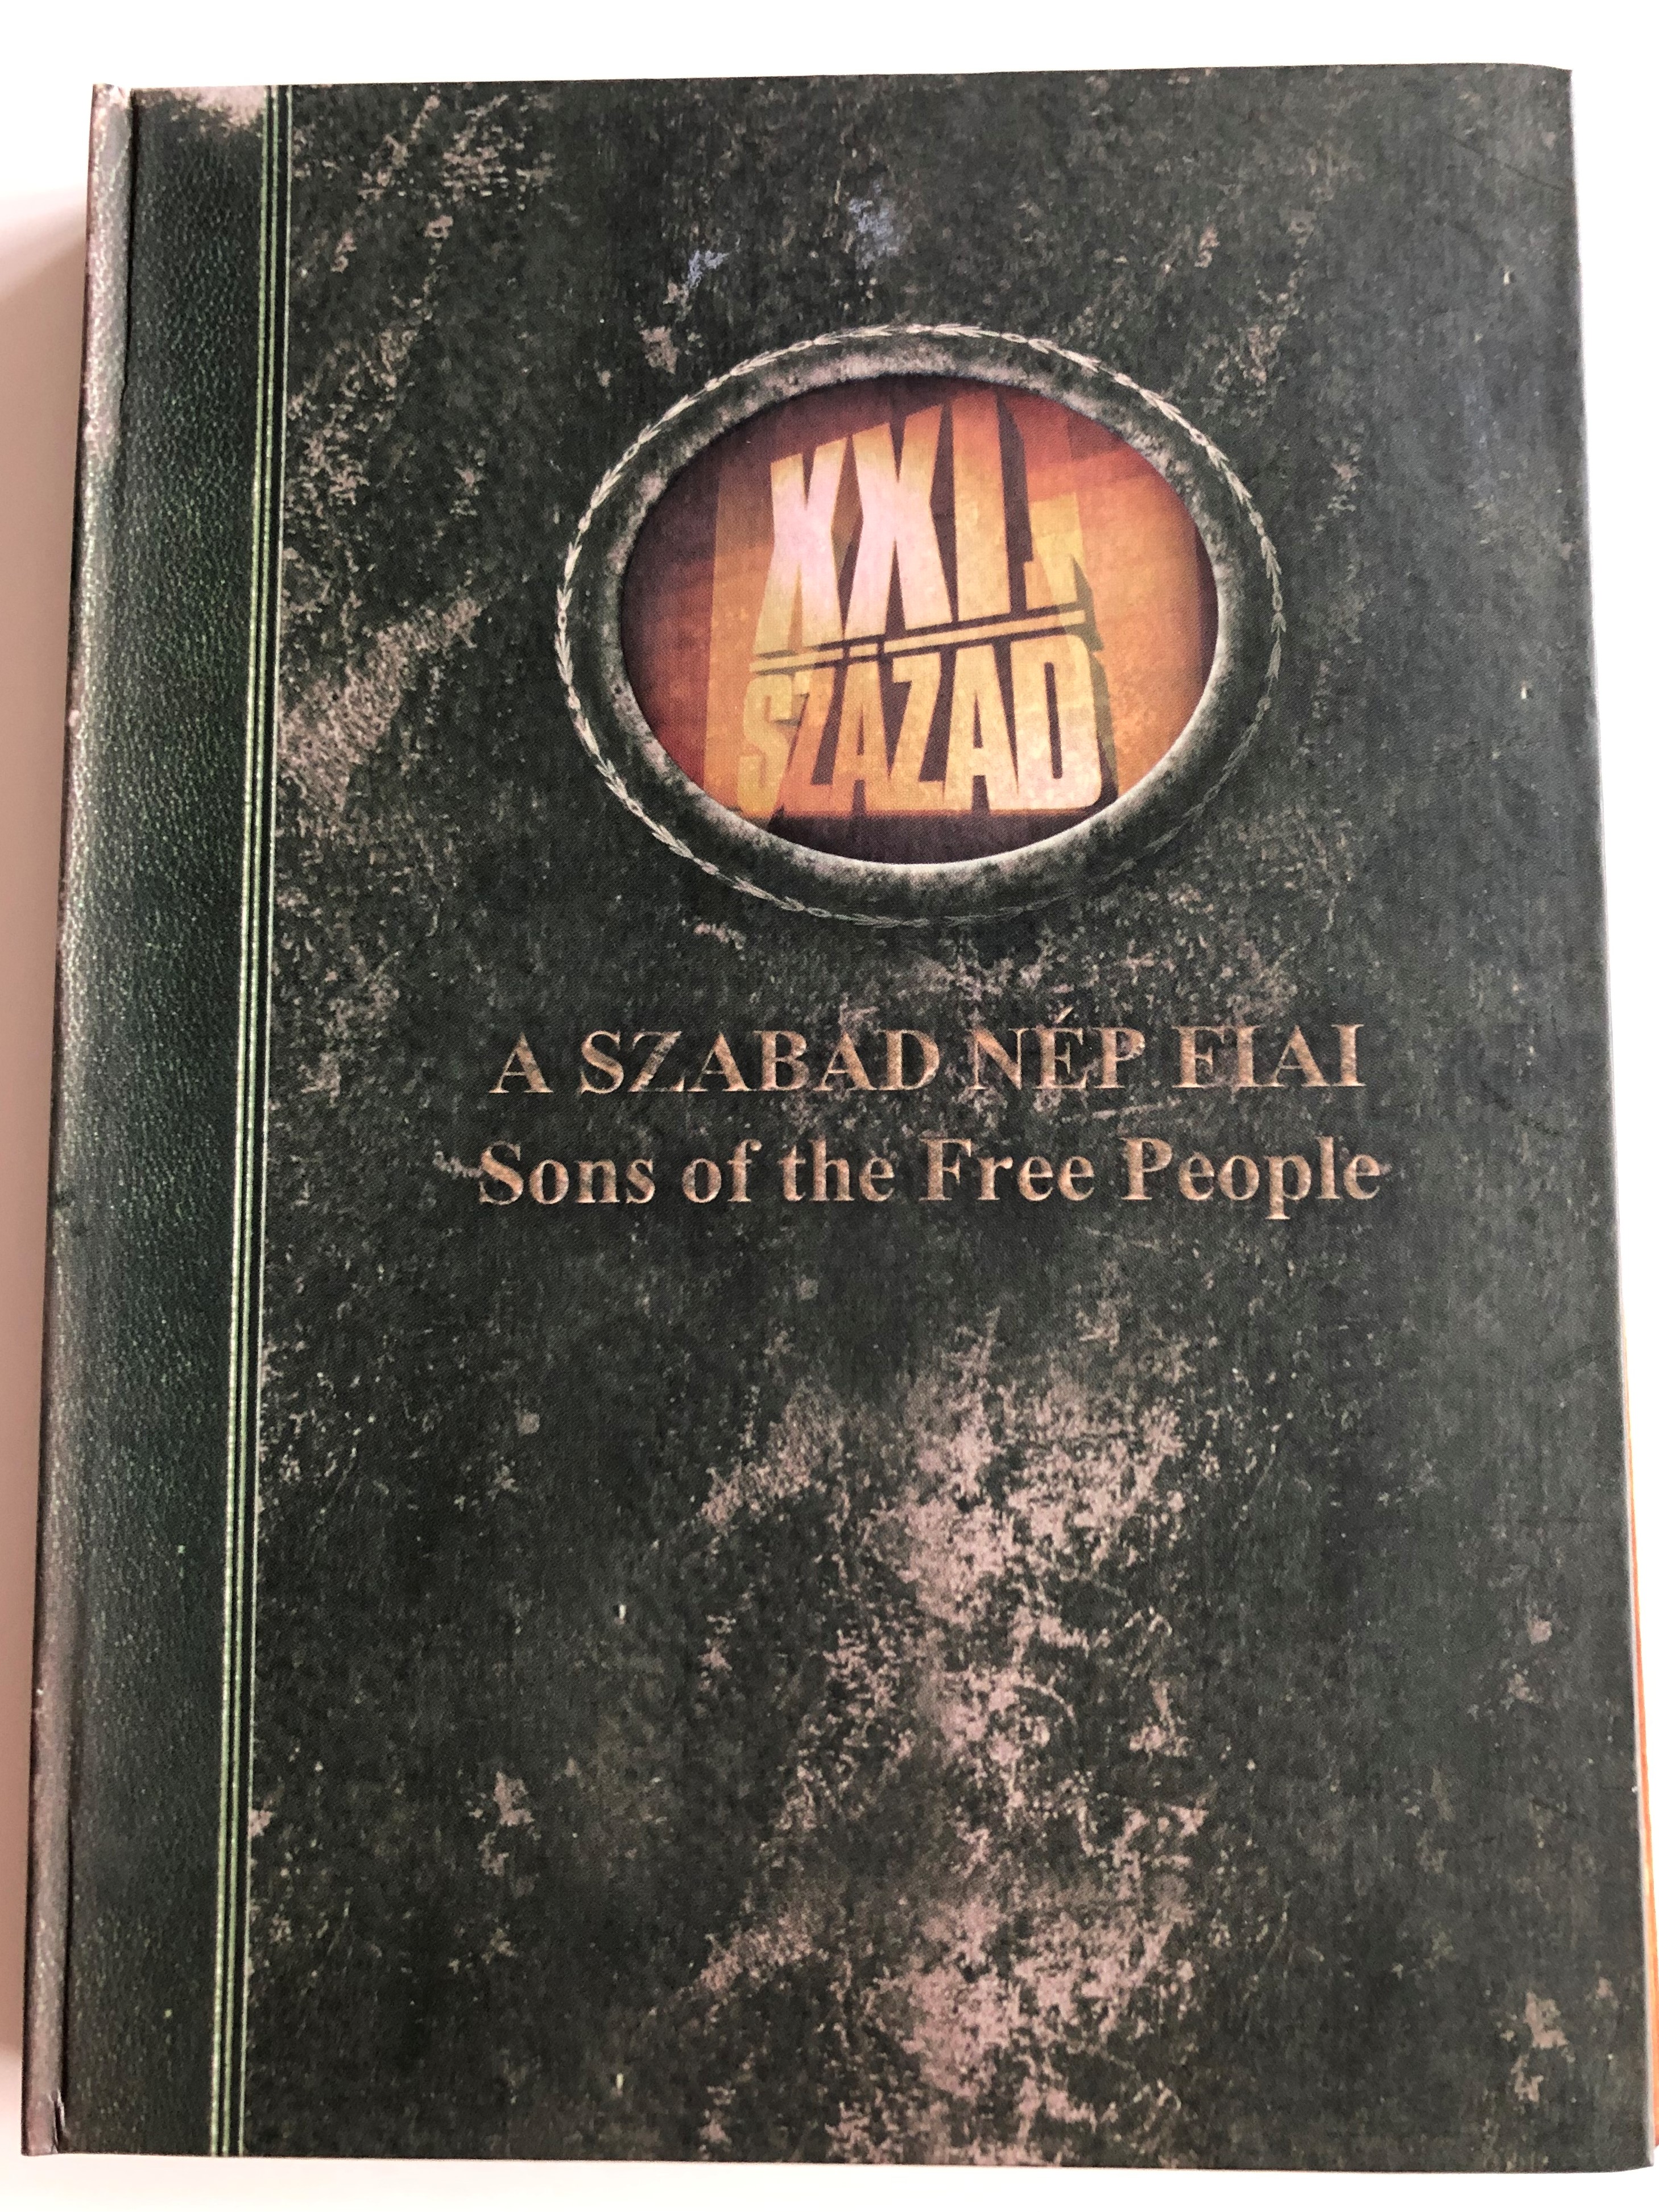 XXI.
SZÁZAD
A SZABAD NÉP FIAI
Sons of the Free People